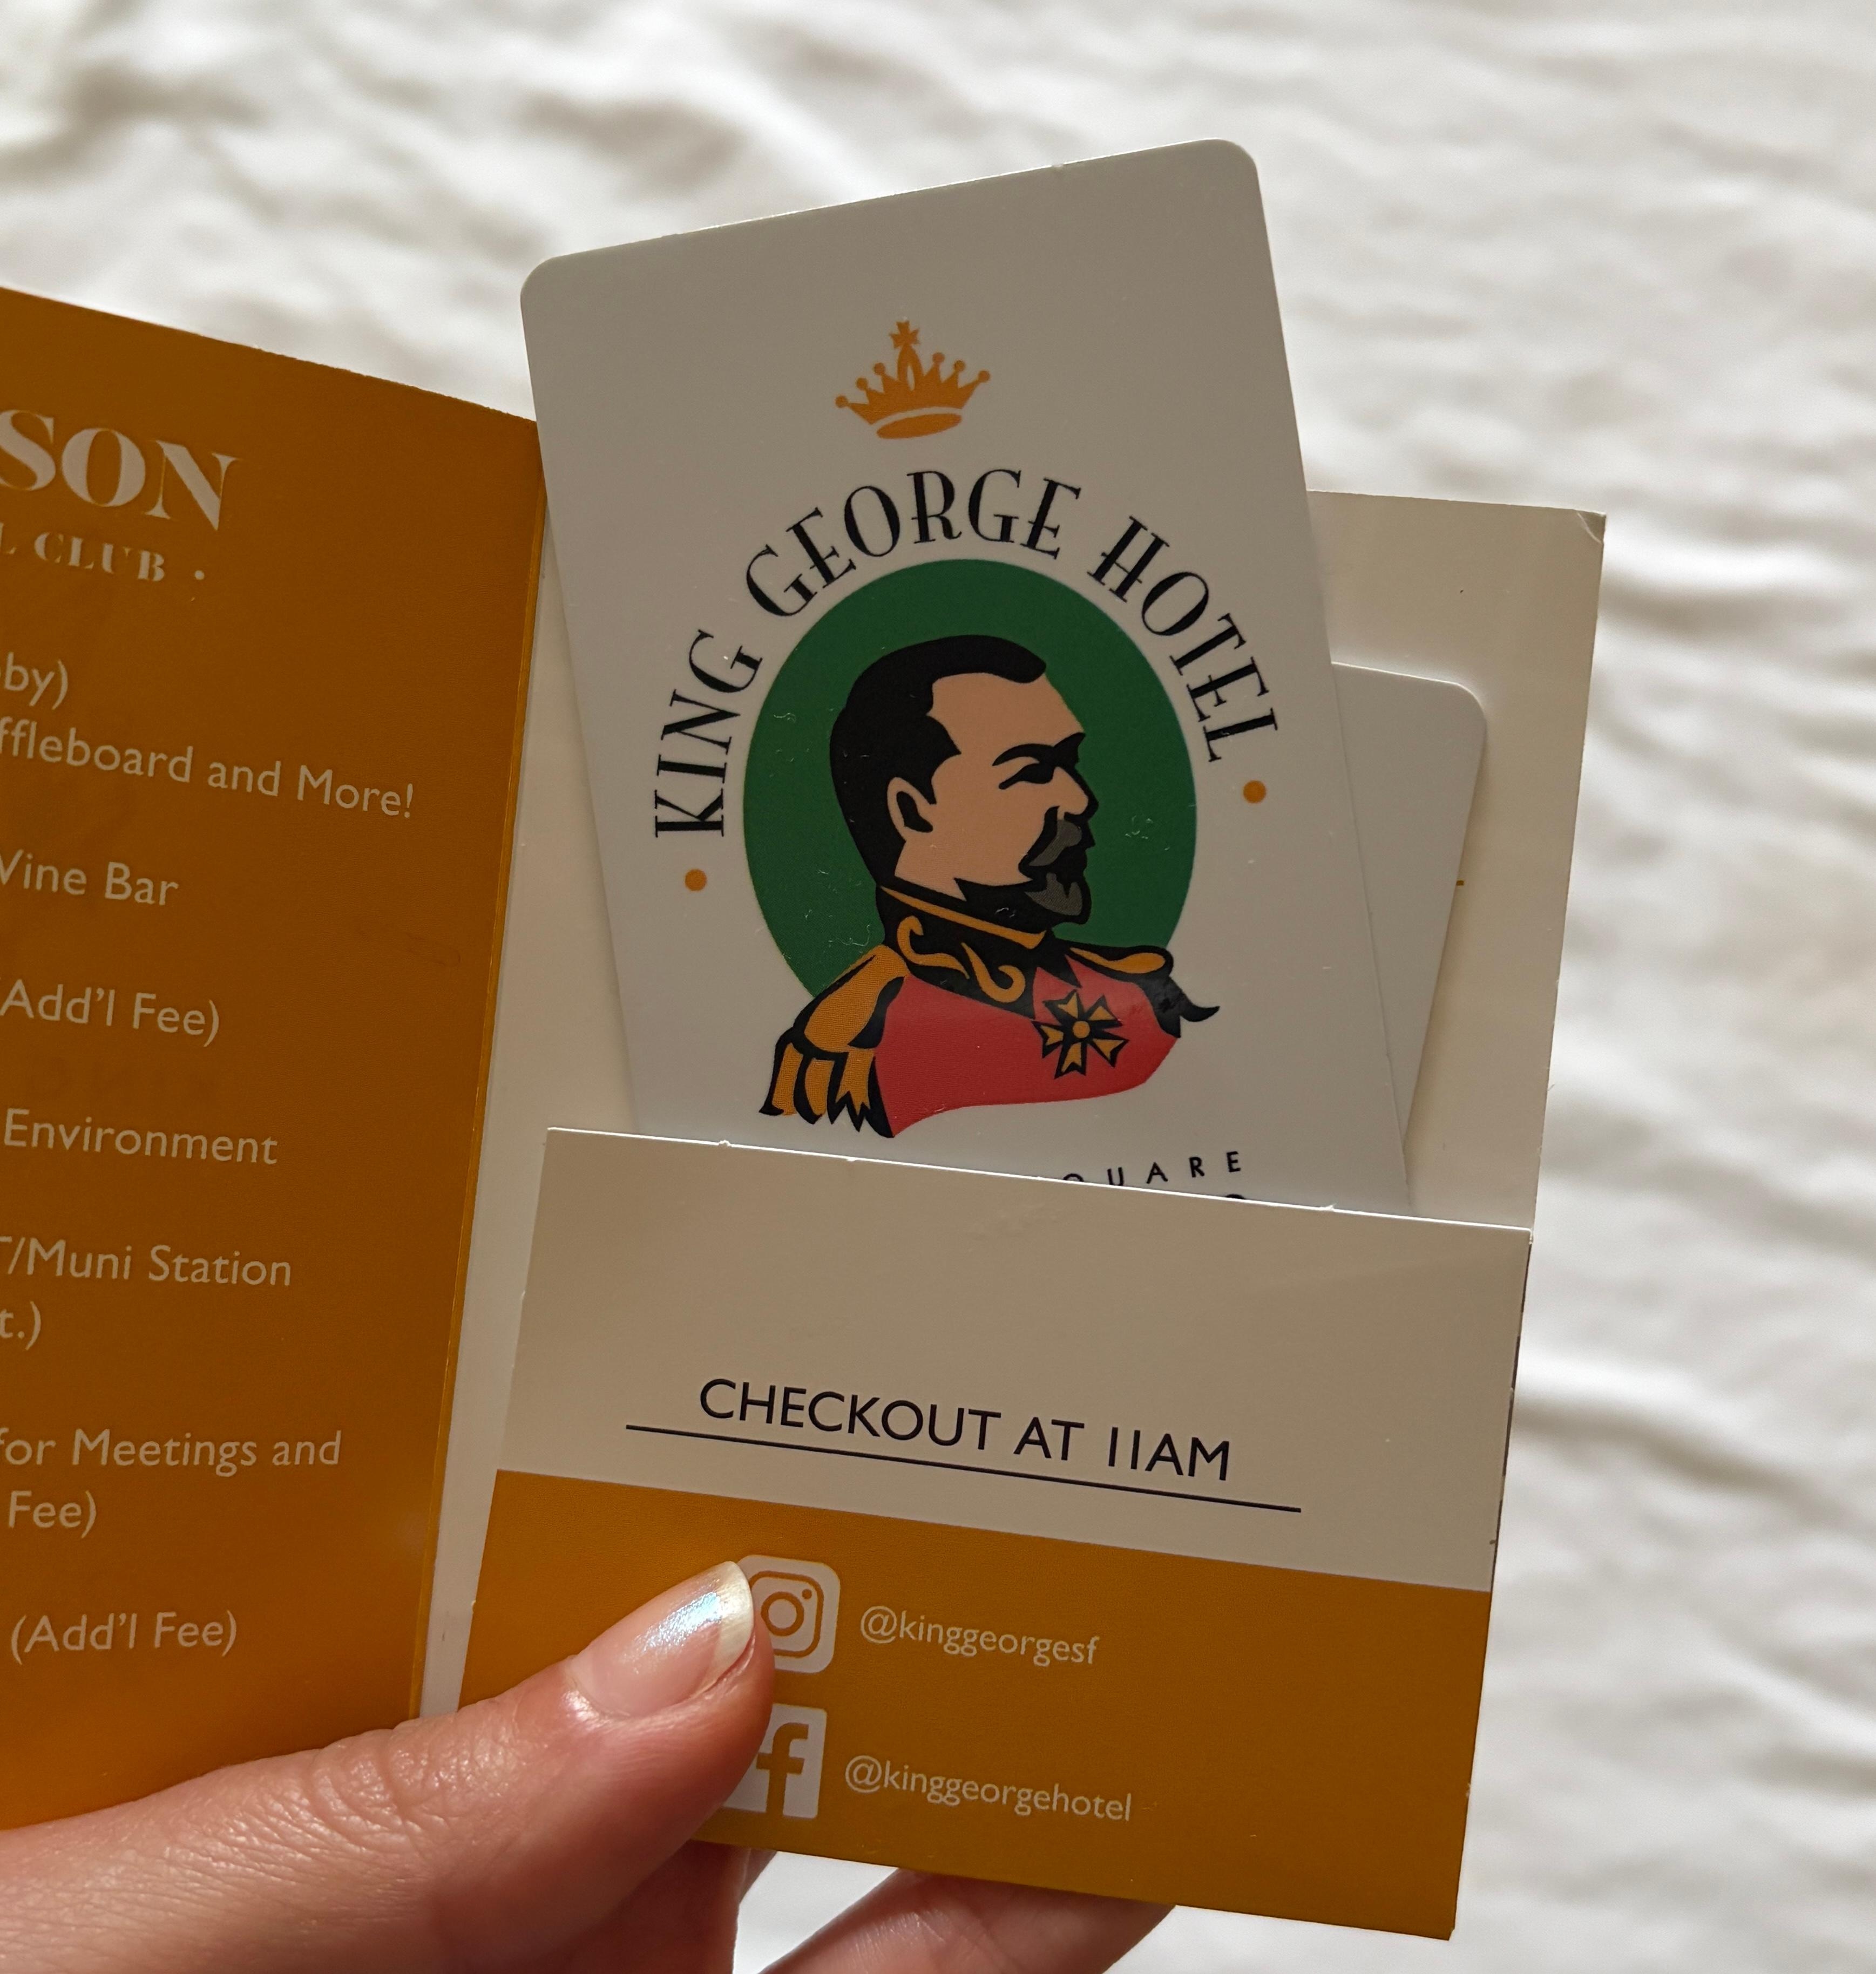 SON
CLUB •
by)
ffleboard and More!
Vine Bar
(Add'l Fee)
Environment
T/Muni Station
t.)
for Meetings and
Fee)
(Add'l Fee)
KING GEORGE HOTEL
QUARE
CHECKOUT AT 11AM
@kinggeorgesf
@kinggeorgehotel